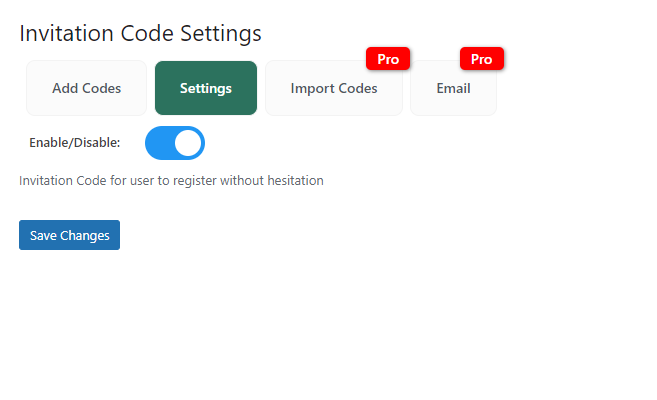 Invitation Code Settings
Pro Pro
Add Codes Settings Import Codes Email
Enable/Disable:
Invitation Code for user to register without hesitation
Save Changes